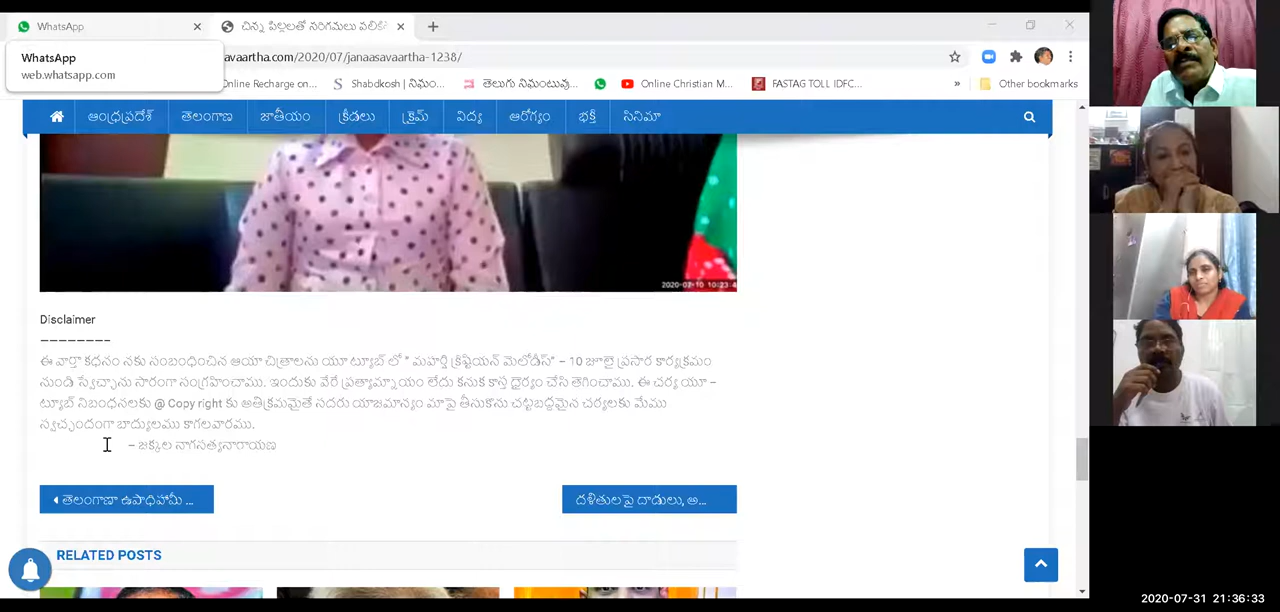 WhatsApp
చిన్న పిల్లలతో నరిగమలు వలికిం
WhatsApp
web.whatsapp.com
avaartha.com/2020/07/janaasavaartha-1238/
Online Recharge on...
Shabdkosh | నిఘంటు...
తెలుగు నిఘంటువు...
Online Christian M...
FASTAG TOLL IDFC...
»
Other bookmarks
ఆంధ్రప్రదేశ్
తెలంగాణ
జాతీయం
క్రీడలు
క్రైమ్
విద్య
ఆరోగ్యం
భక్తి
సినిమా
2020-07-10 10:23:4
Disclaimer
----------
ఈ వార్తా కధనం నకు సంబంధించిన ఆయా చిత్రాలను యూ ట్యూబ్ లో " మహర్షి క్రిష్టియన్ మెలోడీస్" – 10 జూలై ప్రసార కార్యక్రమం
నుండి స్వేచ్ఛాను సారంగా సంగ్రహించాము. ఇందుకు వేరే ప్రత్యామ్నాయం లేదు కనుక కాస్త ధైర్యం చేసి తెగించాము. ఈ చర్య యూ –
ట్యూబ్ నిబంధనలకు @ Copy right కు అతిక్రమమైతే సదరు యాజమాన్యం మాపై తీసుకొను చట్టబద్ధమైన చర్యలకు మేము
స్వచ్ఛందంగా బాద్యులము కాగలవారము.
– జక్కల నాగసత్యనారాయణ
తెలంగాణా ఉపాధిహామీ ...
దళితులపై దాడులు, అ...
RELATED POSTS
2020-07-31 21:36:33